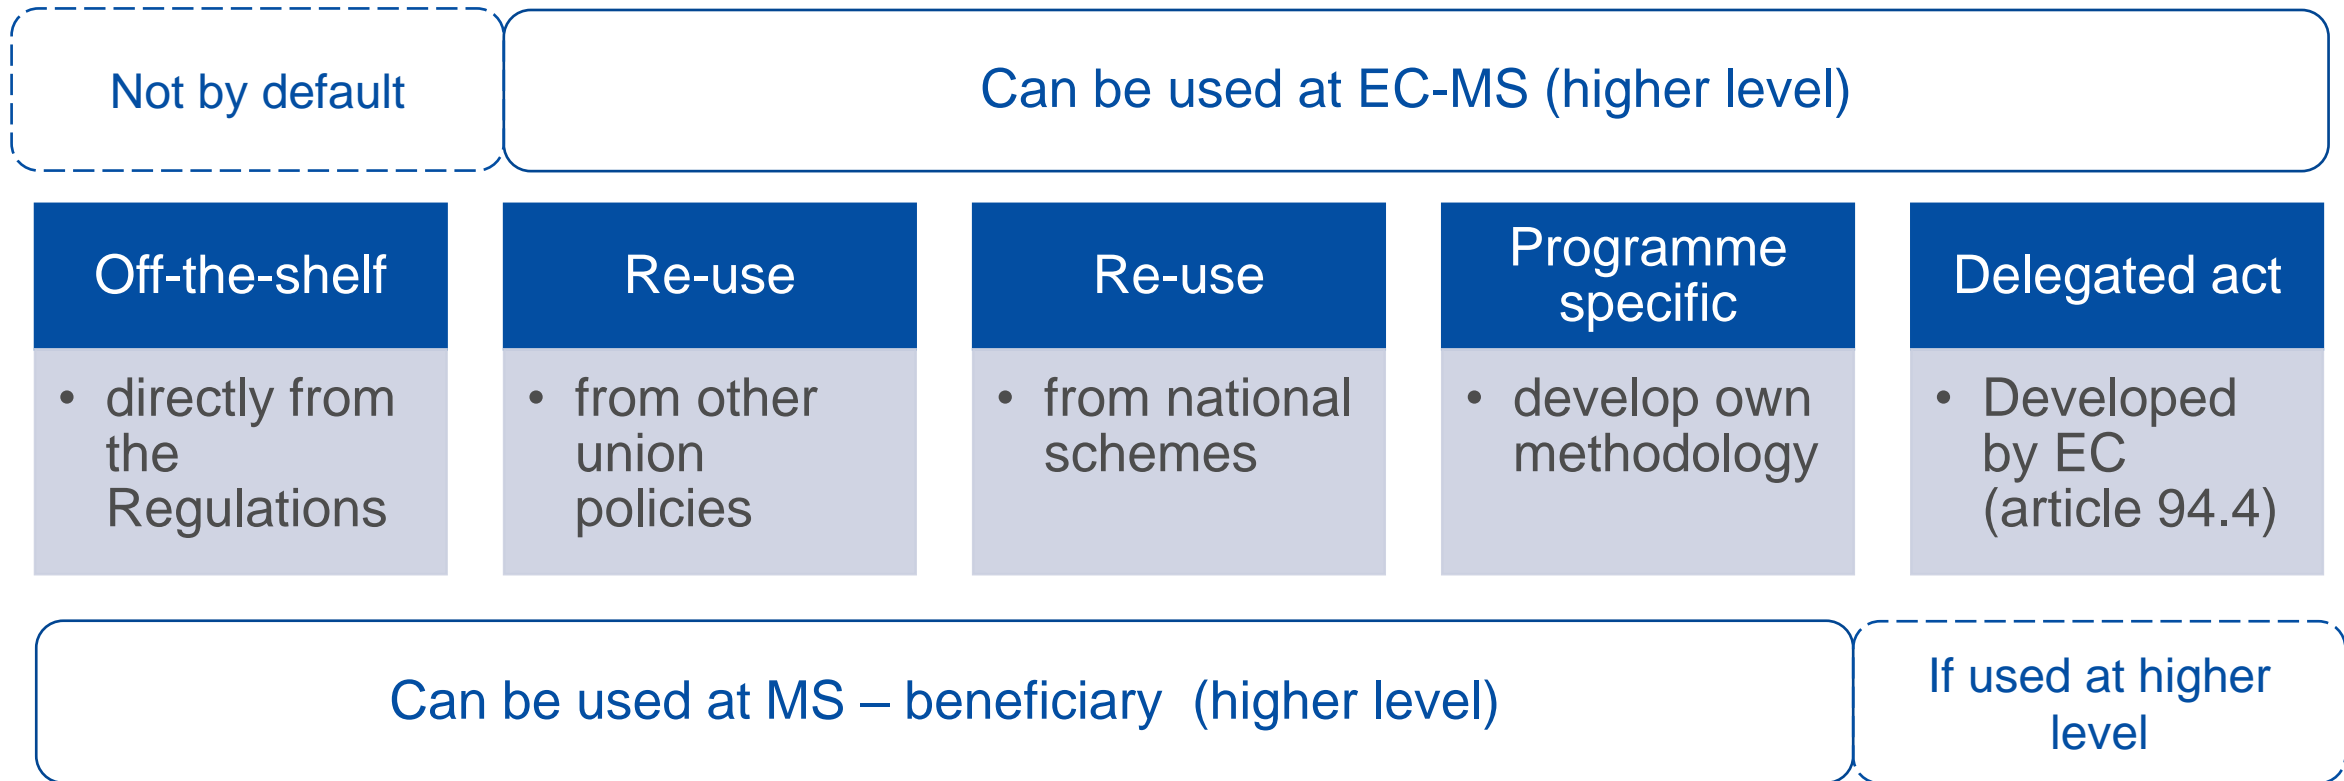 Not by default
Can be used at EC-MS (higher level)
Off-the-shelf
• directly from
the
Regulations
Re-use
• from other
union
policies
Re-use
• from national
schemes
Programme
specific
• develop own
methodology
Delegated act
• Developed
by EC
(article 94.4)
Can be used at MS – beneficiary  (higher level)
If used at higher
level